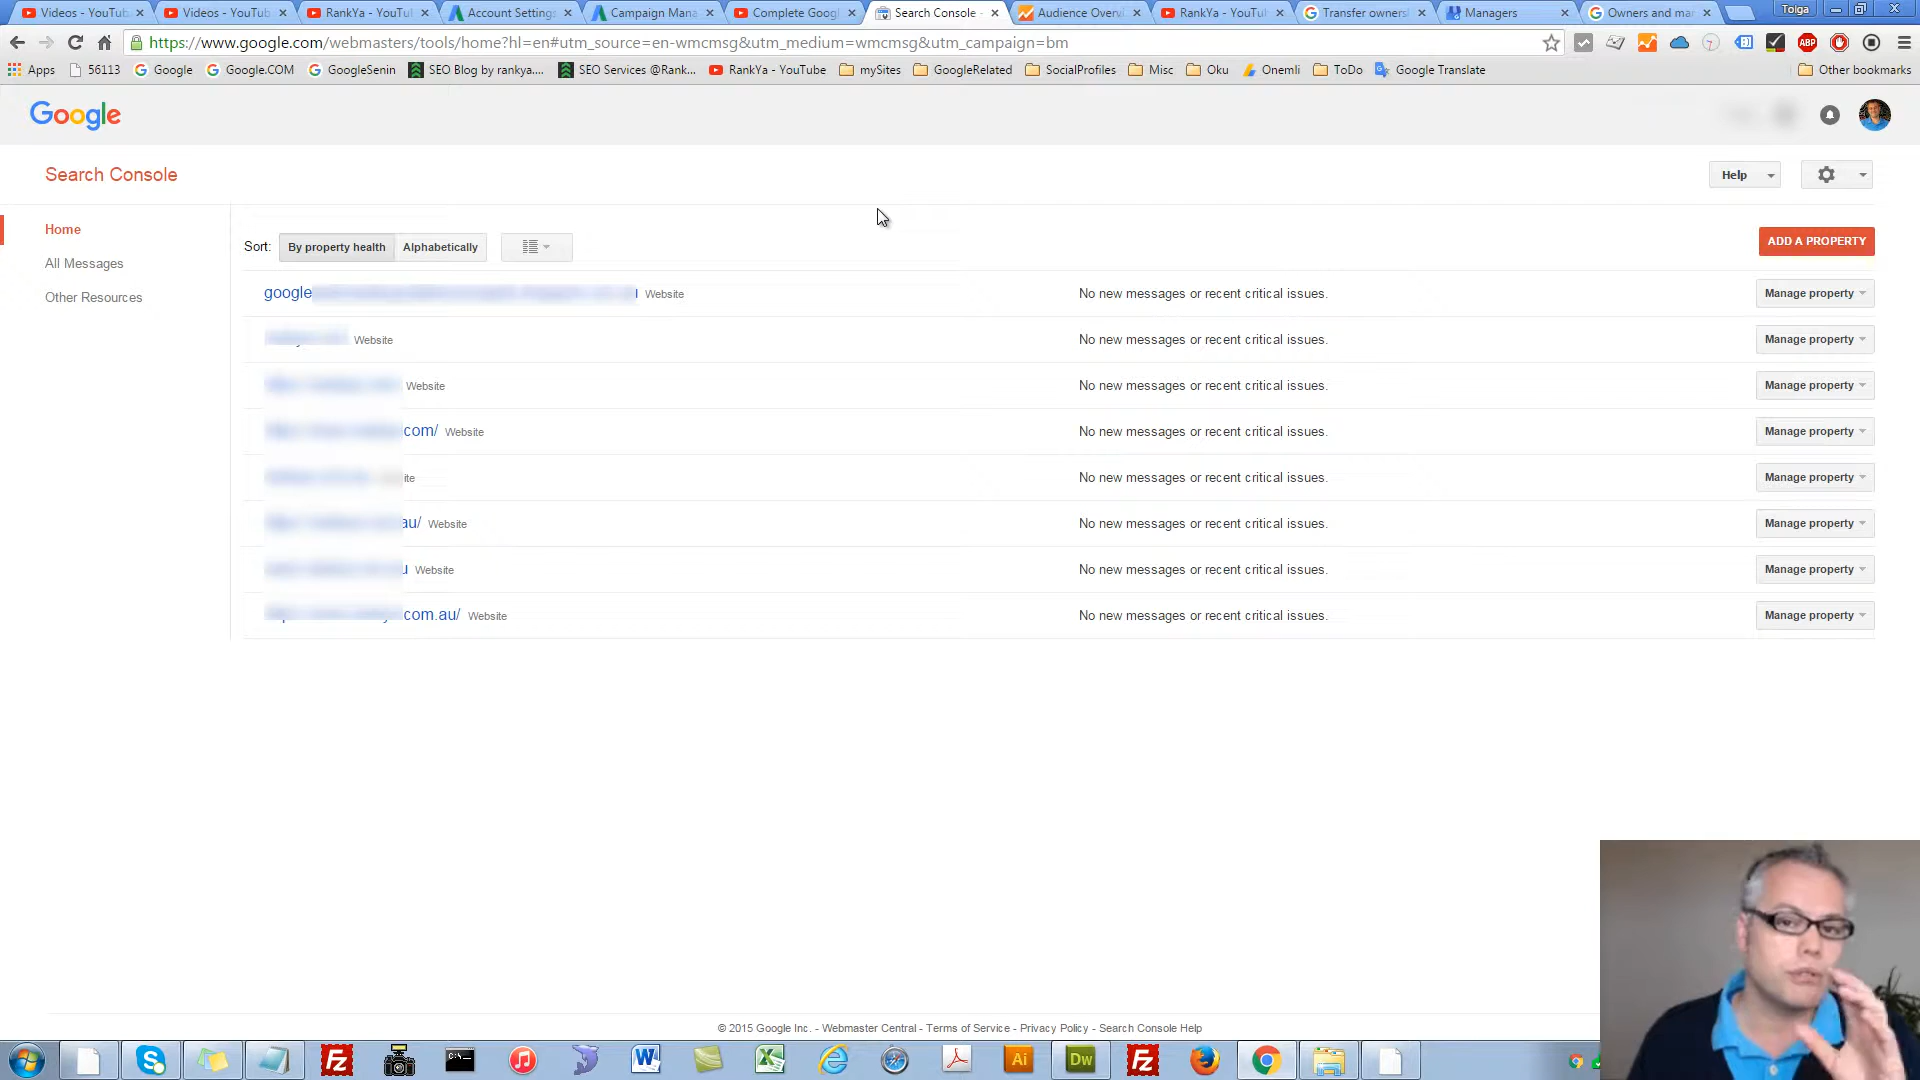 Videos - YouTub
Videos - YouTub
RankYa - YouTu
Account Settings
Campaign Mana
Complete Googl
Search Console -
Audience Overvi
RankYa - YouTu
Transfer owners
Managers
Owners and ma
Tolga
https://www.google.com/webmasters/tools/home?hl=en#utm_source=en-wmcmsg&utm_medium=wmcmsg&utm_campaign=bm
ABP
Apps 56113 Google Google.COM GoogleSenin SEO Blog by rankya.... SEO Services @Rank... RankYa - YouTube mySites GoogleRelated SocialProfiles Misc Oku Onemli ToDo Google Translate Other bookmarks
Google
Search Console
Help
Home
All Messages
Other Resources
Sort: By property health Alphabetically
ADD A PROPERTY
google u Website No new messages or recent critical issues. Manage property
Website No new messages or recent critical issues. Manage property
Website No new messages or recent critical issues. Manage property
com/ Website No new messages or recent critical issues. Manage property
ite No new messages or recent critical issues. Manage property
au/ Website No new messages or recent critical issues. Manage property
u Website No new messages or recent critical issues. Manage property
com.au/ Website No new messages or recent critical issues. Manage property
© 2015 Google Inc. - Webmaster Central - Terms of Service - Privacy Policy - Search Console Help
Fz
C:\
W
Ai
Dw
Fz